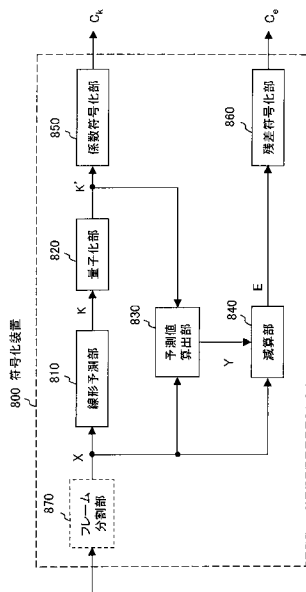 800 符号化装置
870
フレーム
分割部
X
810
線形予測部
K
820
量子化部
K'
850
係数符号化部
C_k
830
予測値
算出部
Y
840
減算部
E
860
残差符号化部
C_e